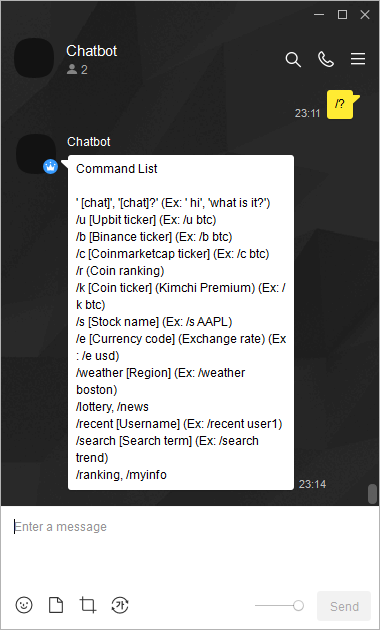 Chatbot
2
/?
23:11
Chatbot
Command List
' [chat]', '[chat]?' (Ex: ' hi', 'what is it?')
/u [Upbit ticker] (Ex: /u btc)
/b [Binance ticker] (Ex: /b btc)
/c [Coinmarketcap ticker] (Ex: /c btc)
/r (Coin ranking)
/k [Coin ticker] (Kimchi Premium) (Ex: /
k btc)
/s [Stock name] (Ex: /s AAPL)
/e [Currency code] (Exchange rate) (Ex
: /e usd)
/weather [Region] (Ex: /weather
boston)
/lottery, /news
/recent [Username] (Ex: /recent user1)
/search [Search term] (Ex: /search
trend)
/ranking, /myinfo
23:14
Enter a message
가
Send